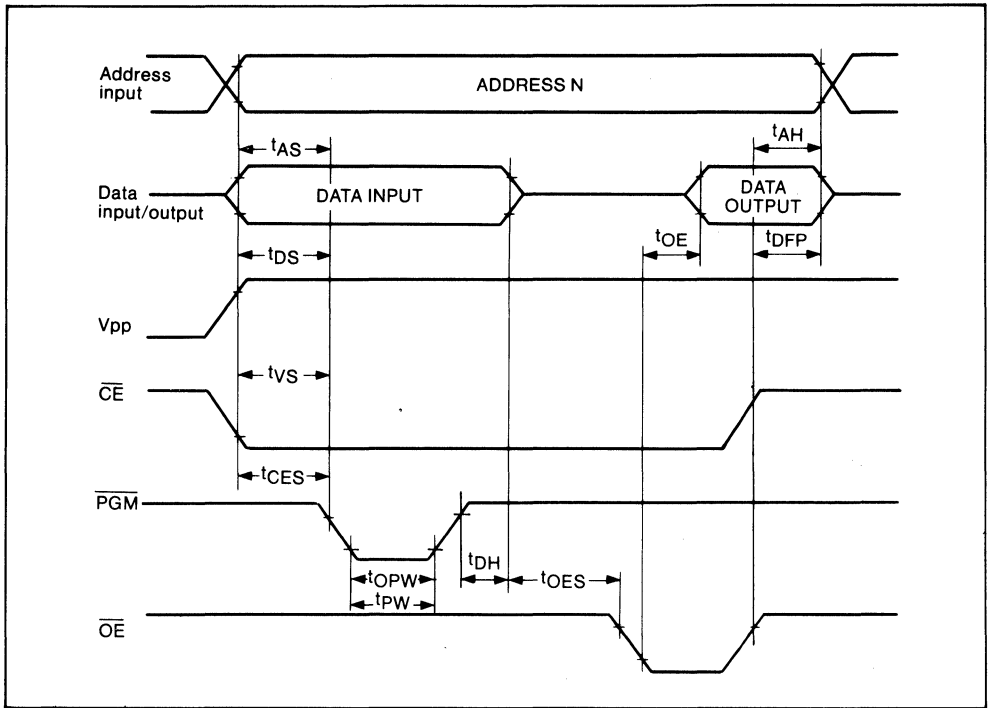 Address
input
ADDRESS N
tAS
tAH
Data
input/output
DATA INPUT
DATA
OUTPUT
tDS
tOE
tDFP
Vpp
tVS
CE
tCES
PGM
tDH
tOES
tOPW
tPW
OE